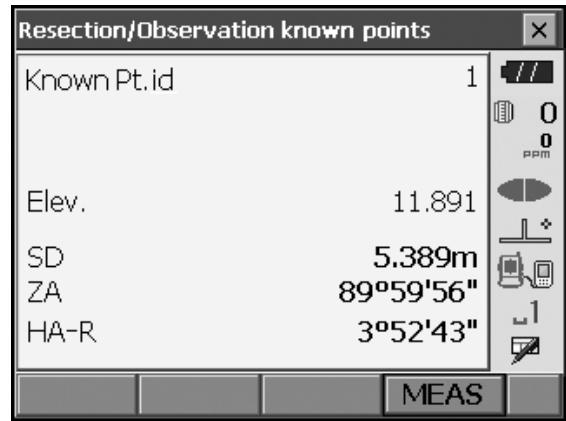 Resection/Observation known points
Known Pt.id 1
0
0
ppm
Elev. 11.891
SD 5.389m
ZA 89°59'56"
HA-R 3°52'43"
1
MEAS